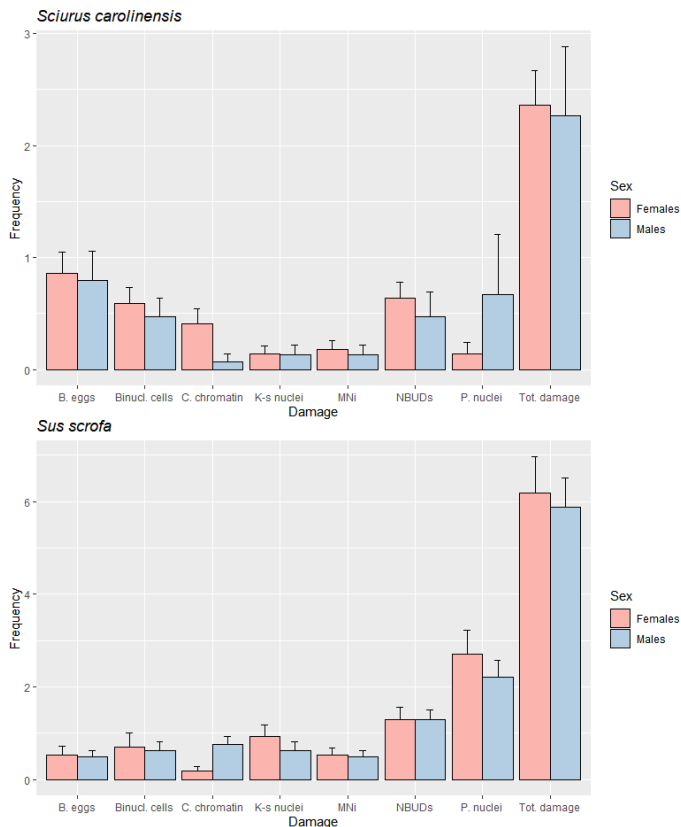 Sciurus carolinensis
3
2
1
0
Frequency
B. eggs Binucl. cells C. chromatin K-s nuclei MNi NBUDs P. nuclei Tot. damage
Damage
Sex
Females
Males
Sus scrofa
6
4
2
0
Frequency
B. eggs Binucl. cells C. chromatin K-s nuclei MNi NBUDs P. nuclei Tot. damage
Damage
Sex
Females
Males